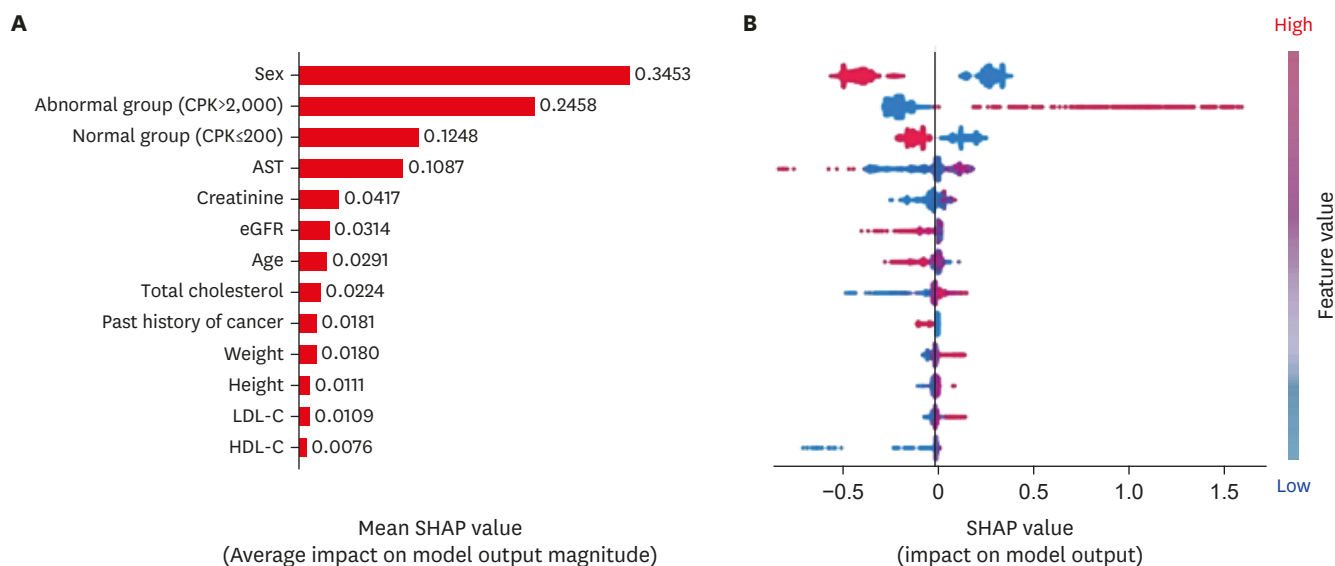 A
Sex
0.3453
Abnormal group (CPK>2,000)
0.2458
Normal group (CPK≤200)
0.1248
AST
0.1087
Creatinine
0.0417
eGFR
0.0314
Age
0.0291
Total cholesterol
0.0224
Past history of cancer
0.0181
Weight
0.0180
Height
0.0111
LDL-C
0.0109
HDL-C
0.0076
Mean SHAP value
(Average impact on model output magnitude)
B
High
Feature value
Low
−0.5 0 0.5 1.0 1.5
SHAP value
(impact on model output)